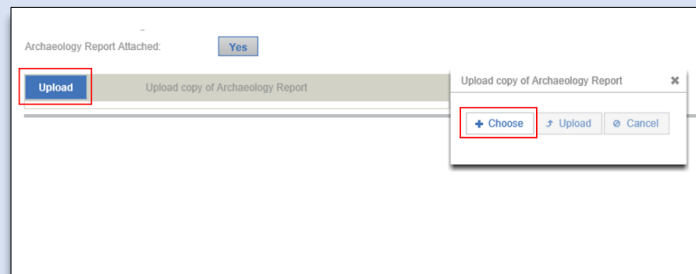 Archaeology Report Attached: Yes
Upload Upload copy of Archaeology Report
Upload copy of Archaeology Report
Choose Upload Cancel